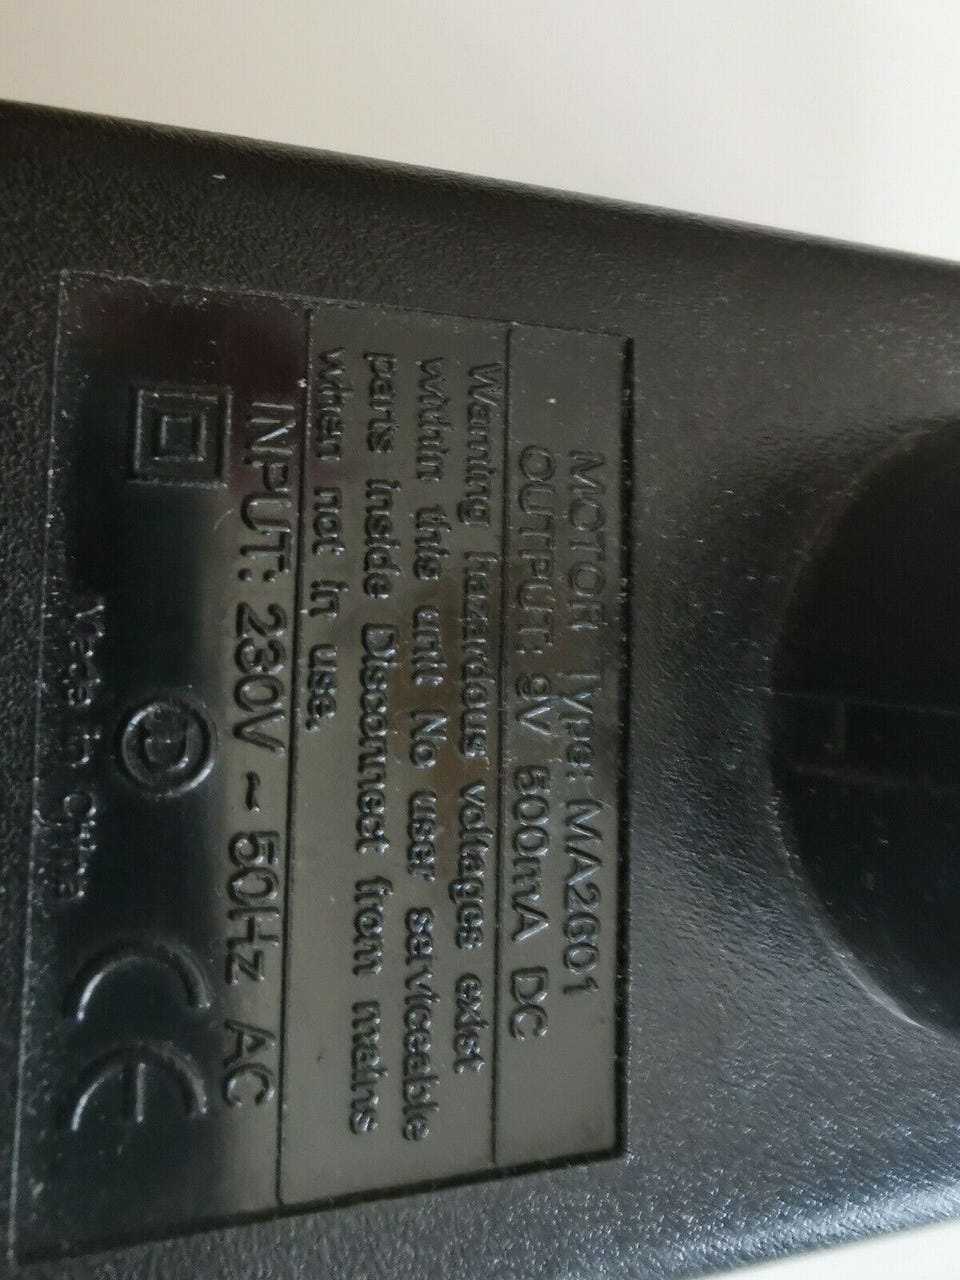 MOTOR Type: MA2601
OUTPUT: 9V 500mA DC
Warning hazardous voltages exist
within this unit No user serviceable
parts inside Disconnect from mains
when not in use.
INPUT: 230V ~ 50Hz AC
D CE
Made in China